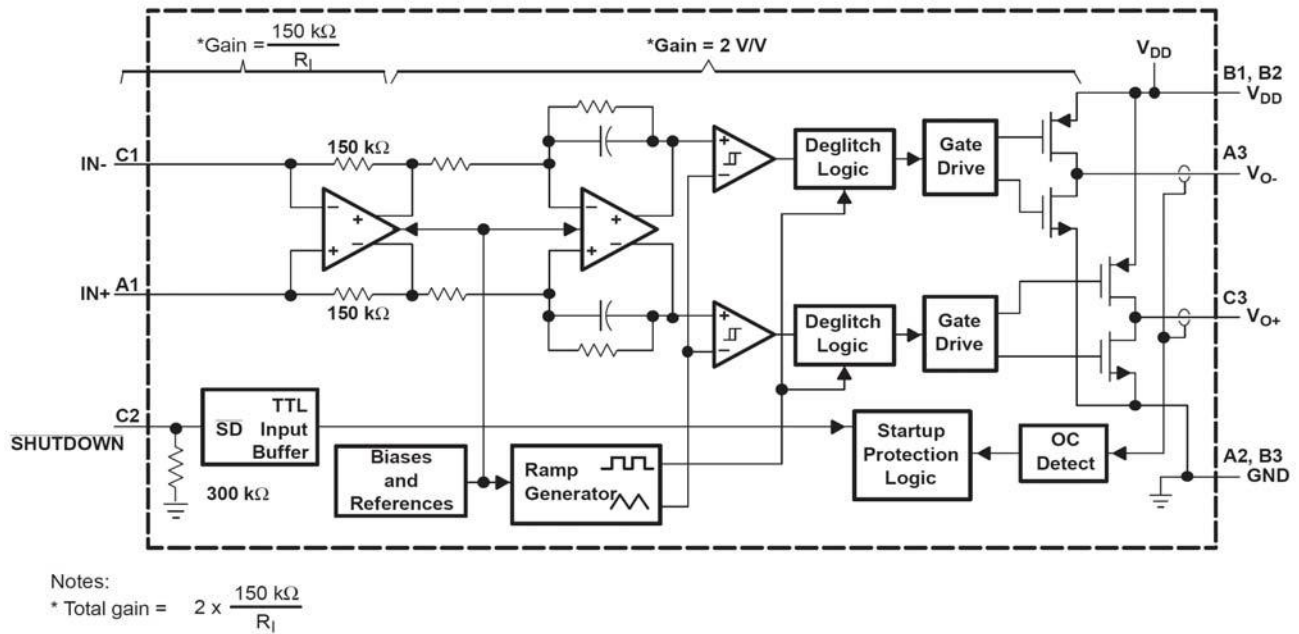 *Gain = 150 kΩ / R_I
*Gain = 2 V/V
V_DD
B1, B2
V_DD
IN- C1
150 kΩ
+
Deglitch
Logic
Gate
Drive
A3
V_O-
−
−
+
+
−
−
+
+
−
IN+ A1
150 kΩ
+
−
Deglitch
Logic
Gate
Drive
C3
V_O+
C2
SHUTDOWN
SD
TTL
Input
Buffer
300 kΩ
Biases
and
References
Ramp
Generator
Startup
Protection
Logic
OC
Detect
A2, B3
GND
Notes:
* Total gain = 2 x 150 kΩ / R_I